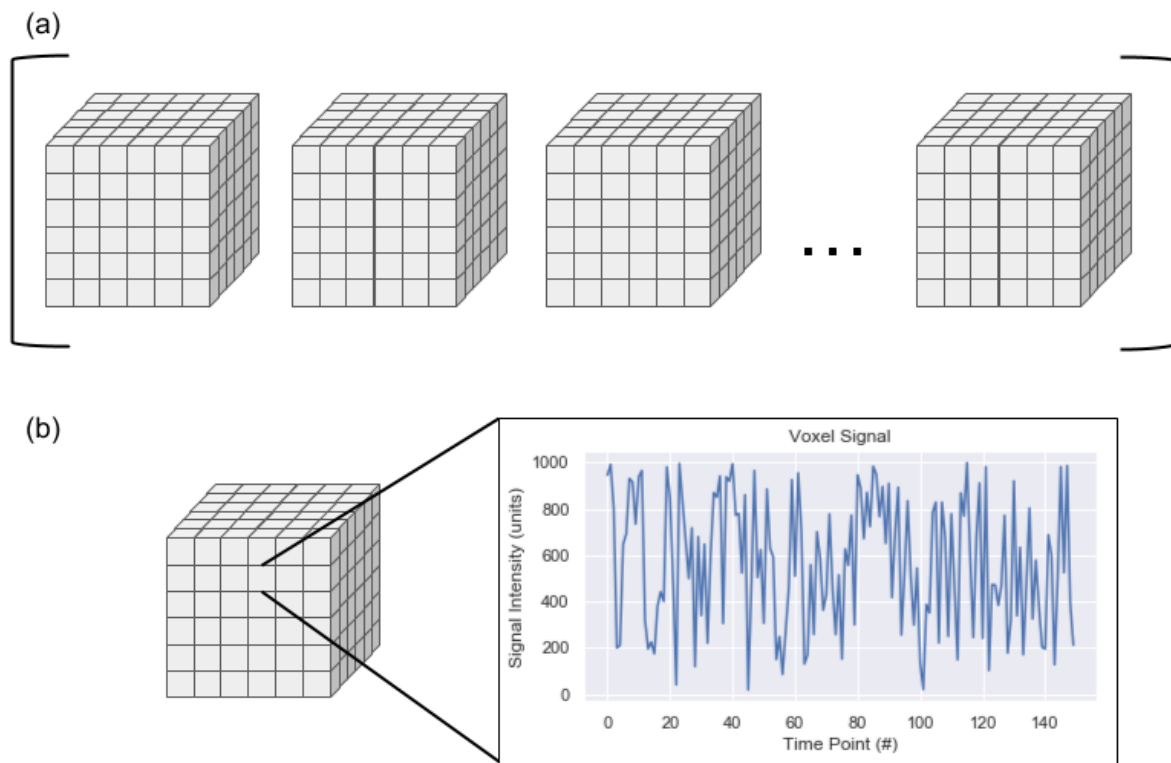 (a)
. . .
(b)
Voxel Signal
Signal Intensity (units)
1000
800
600
400
200
0
0 20 40 60 80 100 120 140
Time Point (#)